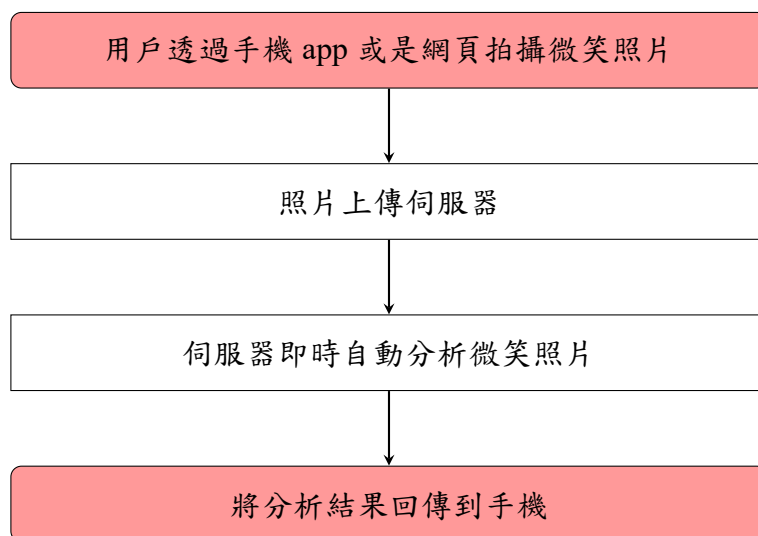 用戶透過手機 app 或是網頁拍攝微笑照片
照片上傳伺服器
伺服器即時自動分析微笑照片
將分析結果回傳到手機